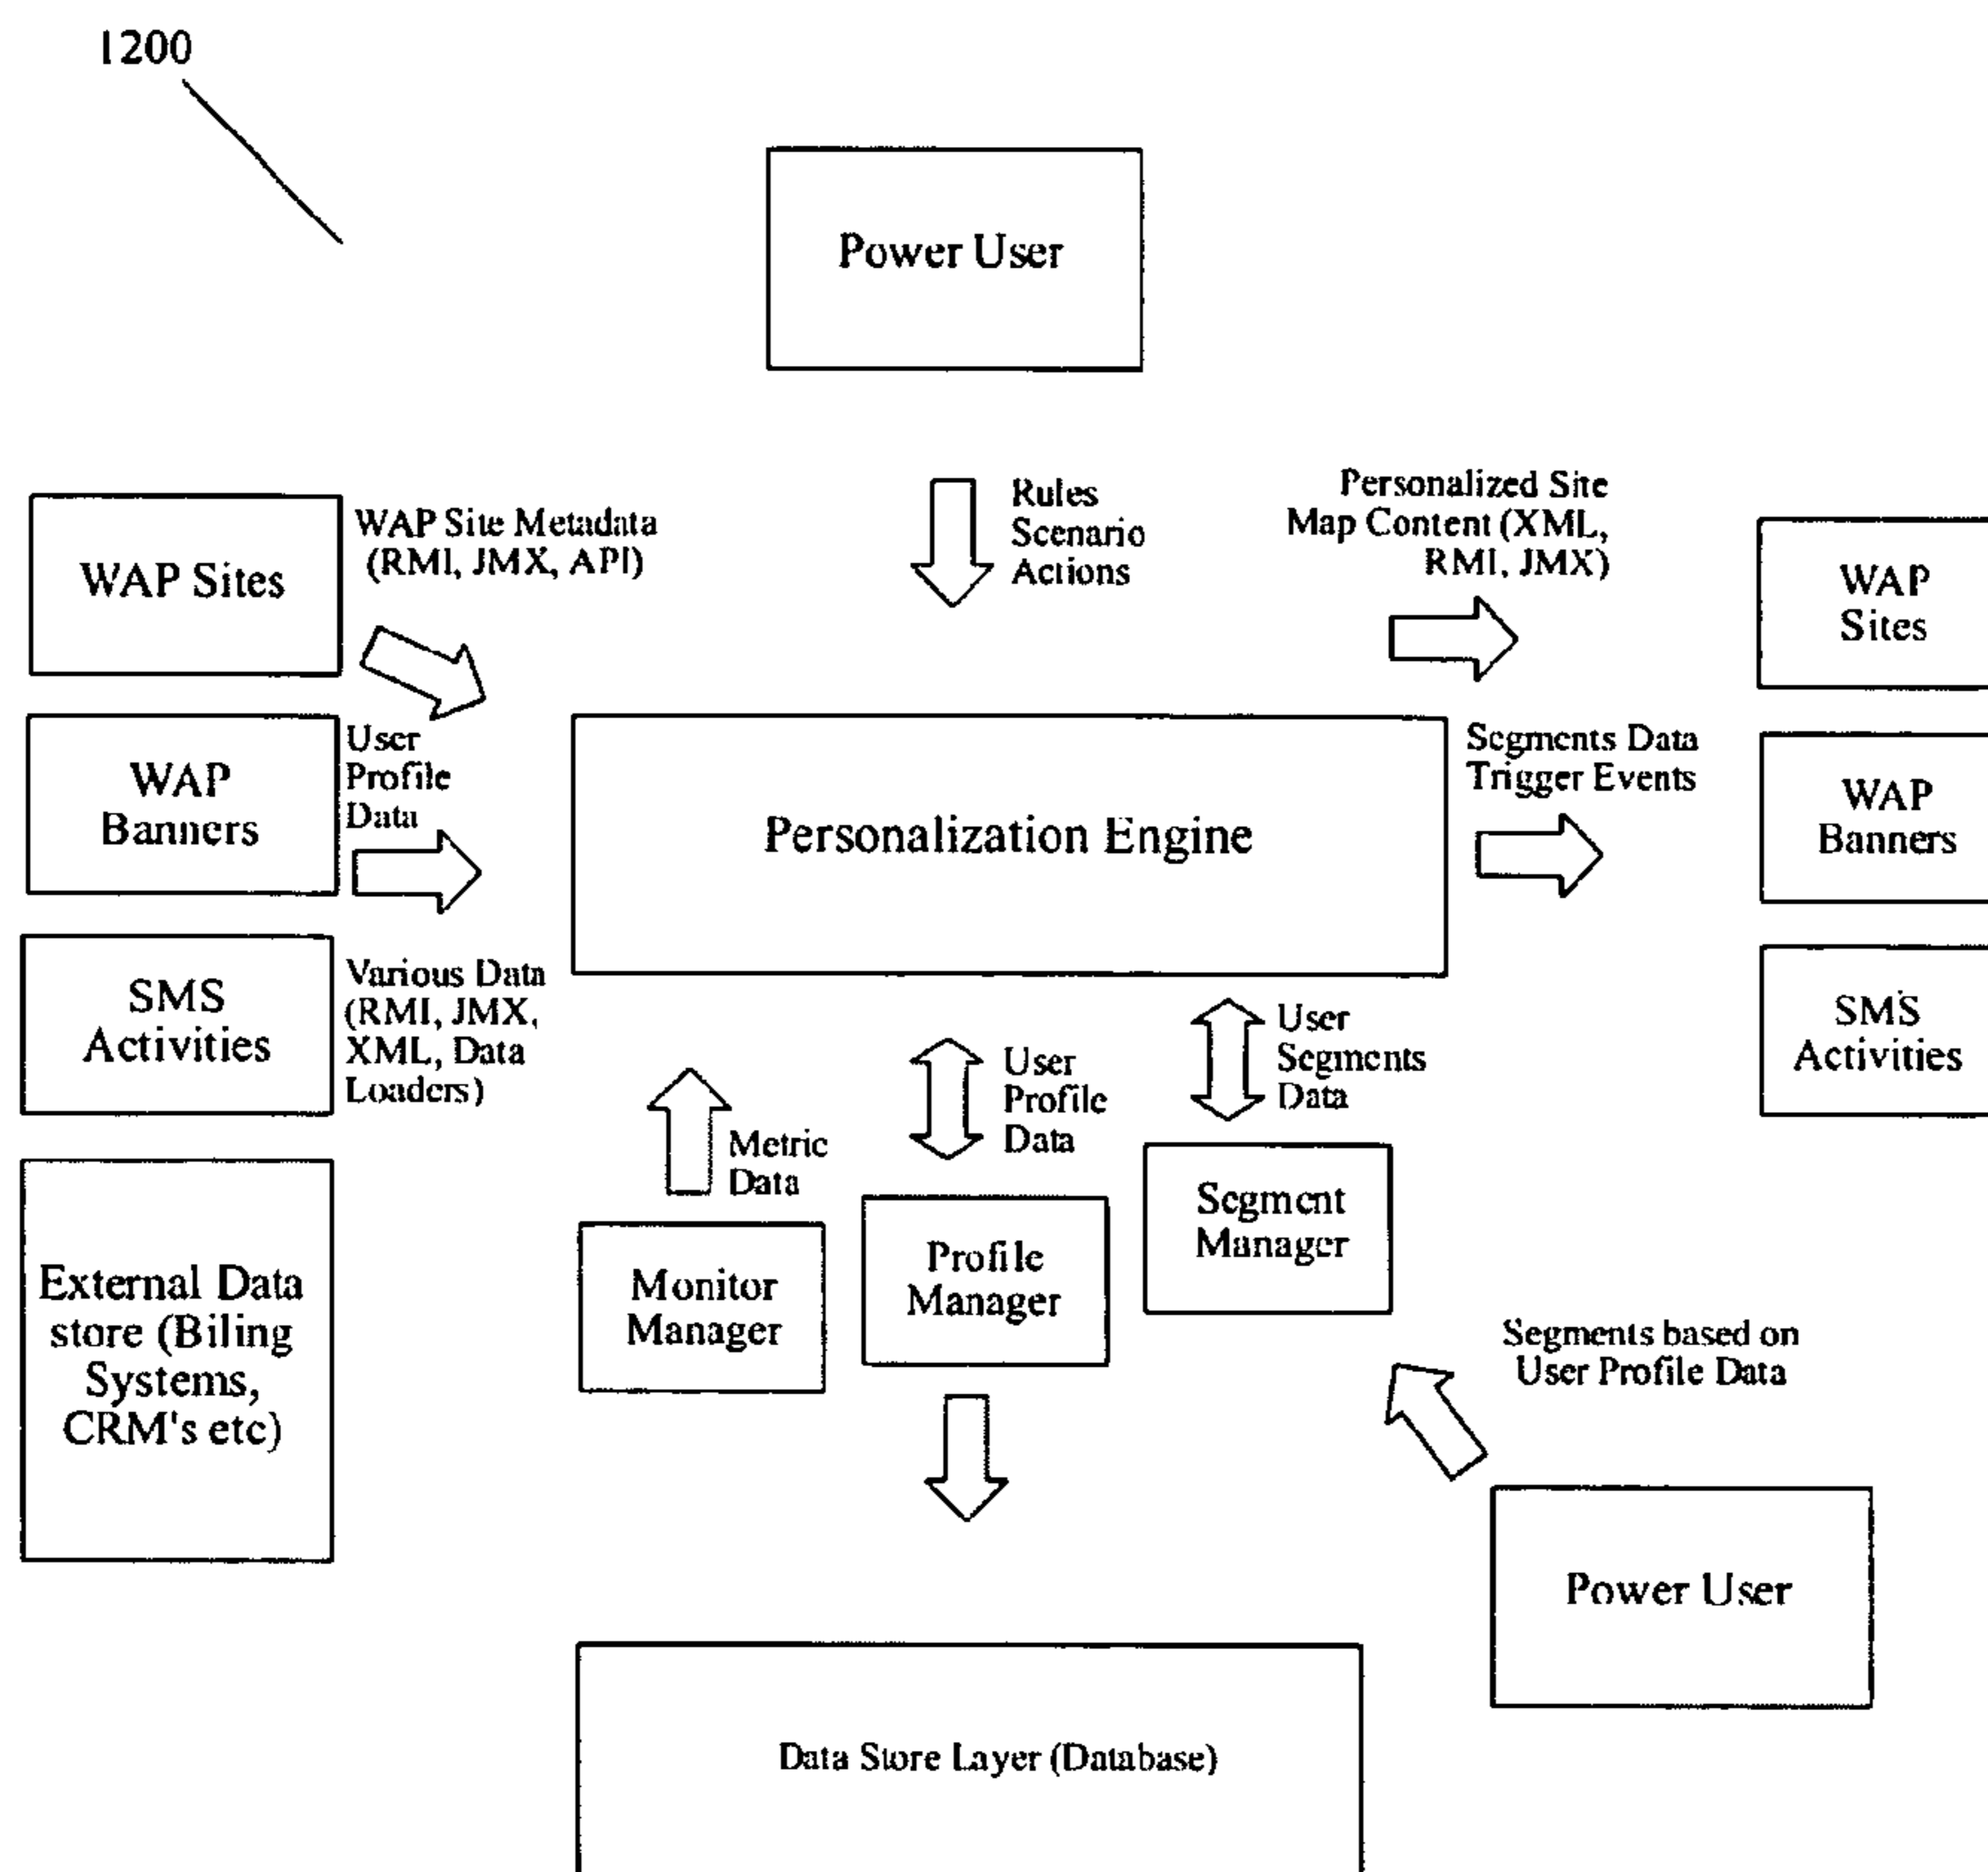 1200
Power User
Rules
Scenario
Actions
Personalized Site
Map Content (XML,
RMI, JMX)
WAP Sites
WAP Site Metadata
(RMI, JMX, API)
WAP
Sites
WAP
Banners
User
Profile
Data
Personalization Engine
Segments Data
Trigger Events
WAP
Banners
SMS
Activities
Various Data
(RMI, JMX,
XML, Data
Loaders)
SMS
Activities
Metric
Data
User
Profile
Data
User
Segments
Data
External Data
store (Biling
Systems,
CRM's etc)
Monitor
Manager
Profile
Manager
Segment
Manager
Segments based on
User Profile Data
Power User
Data Store Layer (Database)